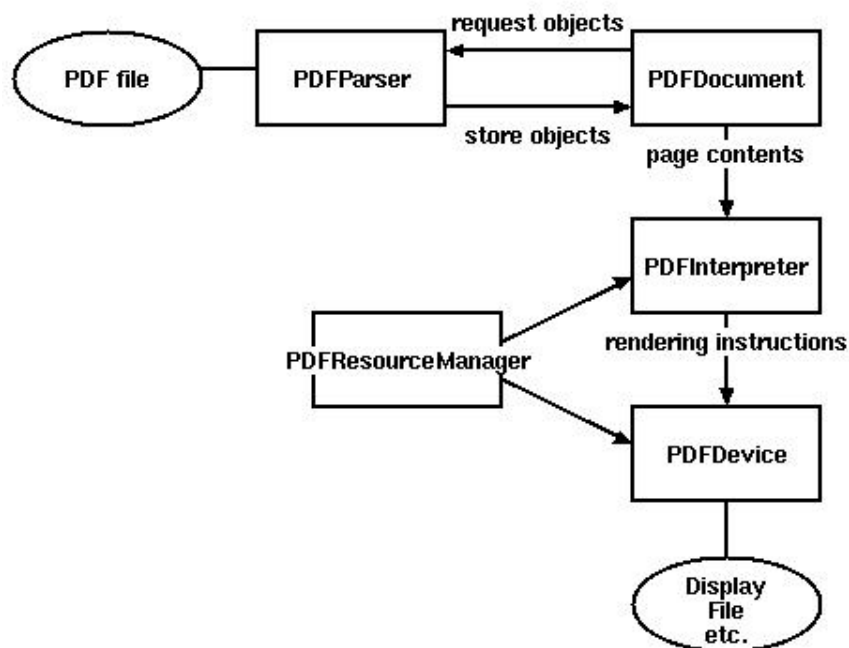 request objects
PDF file
PDFParser
PDFDocument
store objects
page contents
PDFInterpreter
rendering instructions
PDFResourceManager
PDFDevice
Display
File
etc.